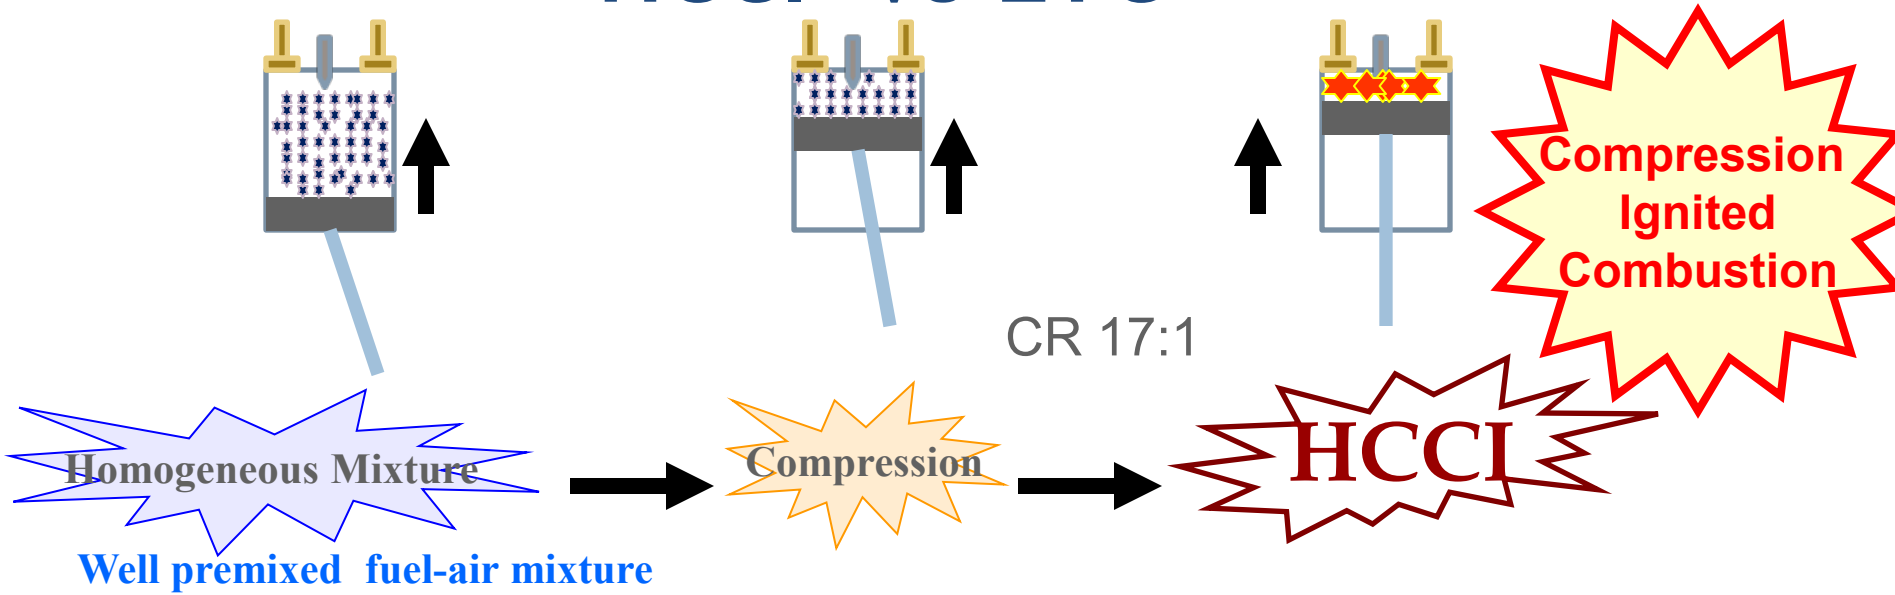 Compression
Ignited
Combustion
CR 17:1
Homogeneous Mixture
Compression
HCCI
Well premixed fuel-air mixture